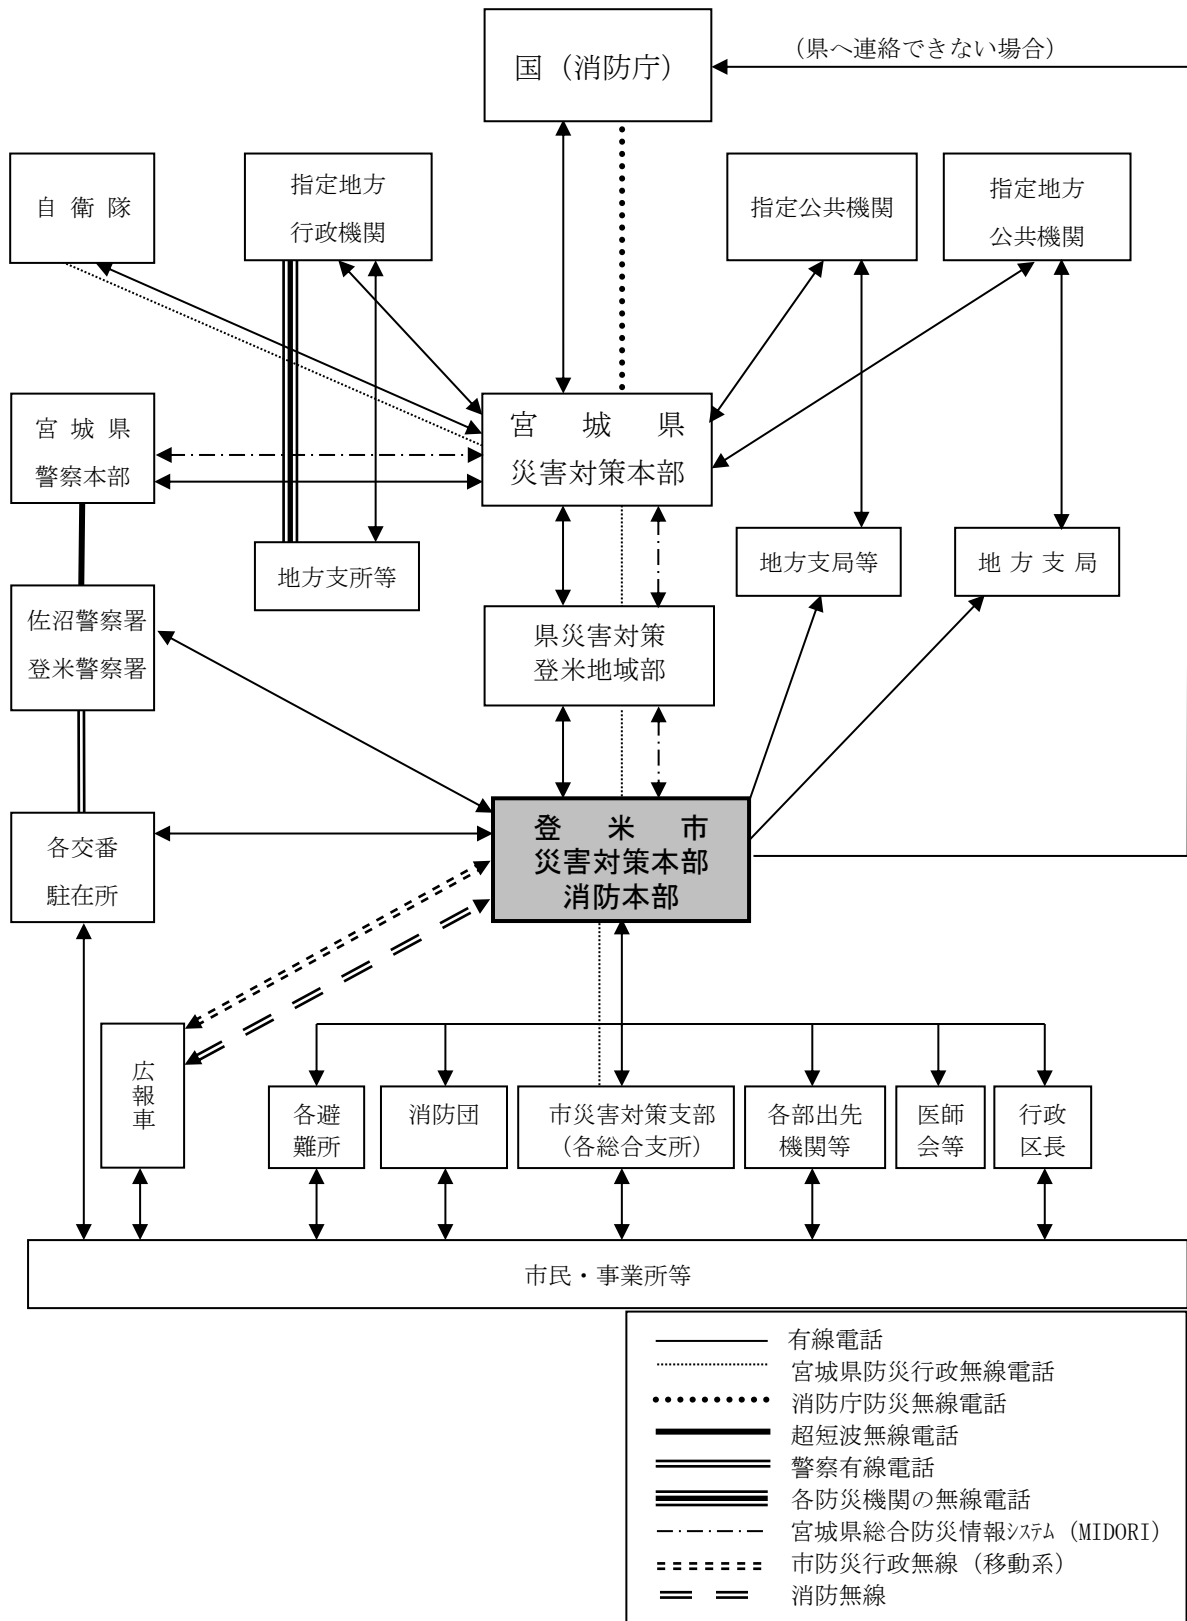 国（消防庁）
（県へ連絡できない場合）
自 衛 隊
指定地方
行政機関
指定公共機関
指定地方
公共機関
宮 城 県
警察本部
宮 城 県
災害対策本部
地方支所等
地方支局等
地 方 支 局
佐沼警察署
登米警察署
県災害対策
登米地域部
各交番
駐在所
登 米 市
災害対策本部
消防本部
広報車
各避
難所
消防団
市災害対策支部
（各総合支所）
各部出先
機関等
医師
会等
行政
区長
市民・事業所等
有線電話
宮城県防災行政無線電話
消防庁防災無線電話
超短波無線電話
警察有線電話
各防災機関の無線電話
宮城県総合防災情報ｼｽﾃﾑ（MIDORI）
市防災行政無線（移動系）
消防無線